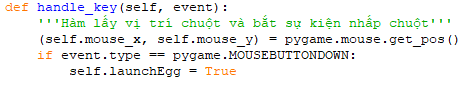 def handle_key(self, event):
'''Hàm lấy vị trí chuột và bắt sự kiện nhấp chuột'''
(self.mouse_x, self.mouse_y) = pygame.mouse.get_pos()
if event.type == pygame.MOUSEBUTTONDOWN:
self.launchEgg = True